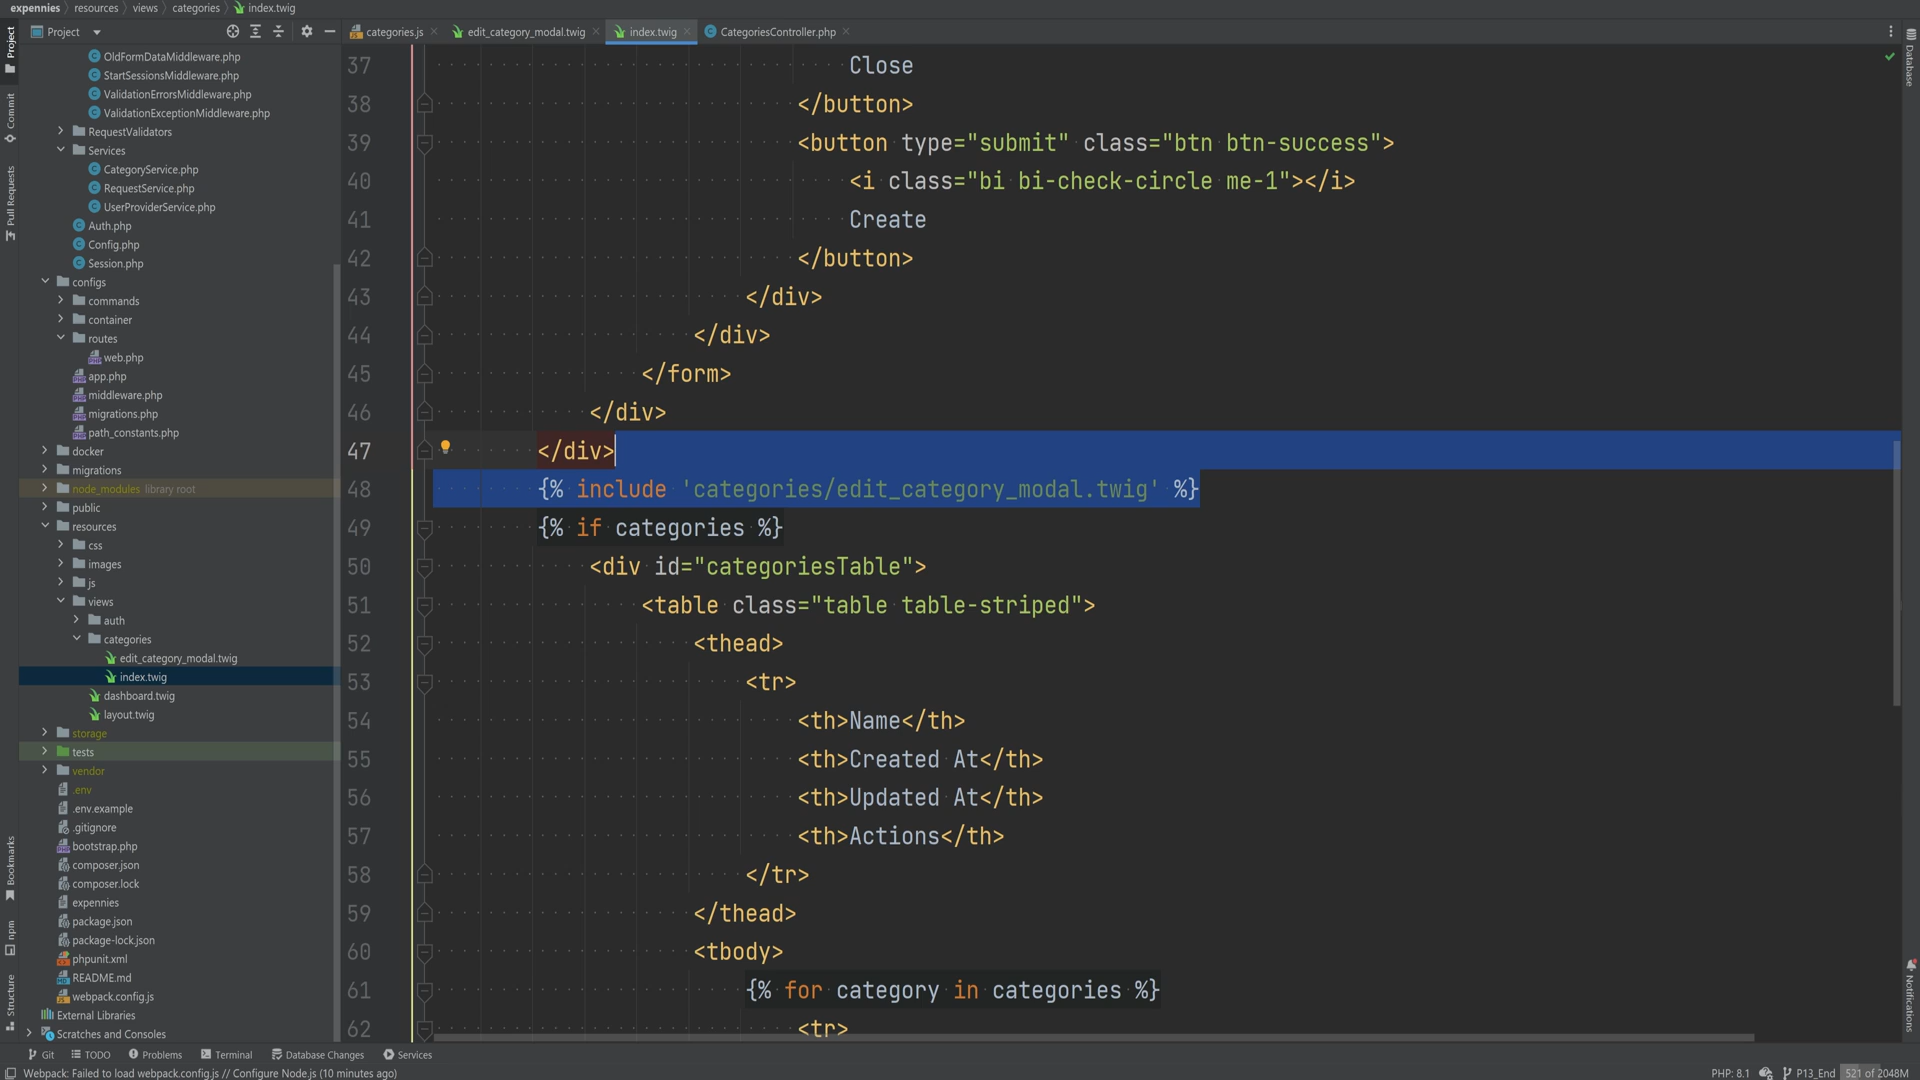 expennies
resources
views
categories
index.twig
Project
categories.js
edit_category_modal.twig
index.twig
CategoriesController.php
Project
Commit
Pull Requests
Bookmarks
npm
Structure
OldFormDataMiddleware.php
StartSessionsMiddleware.php
ValidationErrorsMiddleware.php
ValidationExceptionMiddleware.php
RequestValidators
Services
CategoryService.php
RequestService.php
UserProviderService.php
Auth.php
Config.php
Session.php
configs
commands
container
routes
web.php
app.php
middleware.php
migrations.php
path_constants.php
docker
migrations
node_modules library root
public
resources
css
images
js
views
auth
categories
edit_category_modal.twig
index.twig
dashboard.twig
layout.twig
storage
tests
vendor
.env
.env.example
.gitignore
bootstrap.php
composer.json
composer.lock
expennies
package.json
package-lock.json
phpunit.xml
README.md
webpack.config.js
External Libraries
Scratches and Consoles
37 Close
38 </button>
39 <button type="submit" class="btn btn-success">
40 <i class="bi bi-check-circle me-1"></i>
41 Create
42 </button>
43 </div>
44 </div>
45 </form>
46 </div>
47 </div>
48 {% include 'categories/edit_category_modal.twig' %}
49 {% if categories %}
50 <div id="categoriesTable">
51 <table class="table table-striped">
52 <thead>
53 <tr>
54 <th>Name</th>
55 <th>Created At</th>
56 <th>Updated At</th>
57 <th>Actions</th>
58 </tr>
59 </thead>
60 <tbody>
61 {% for category in categories %}
62 <tr>
Database
Notifications
Git
TODO
Problems
Terminal
Database Changes
Services
Webpack: Failed to load webpack.config.js // Configure Node.js (10 minutes ago)
PHP: 8.1
P13_End
521 of 2048M